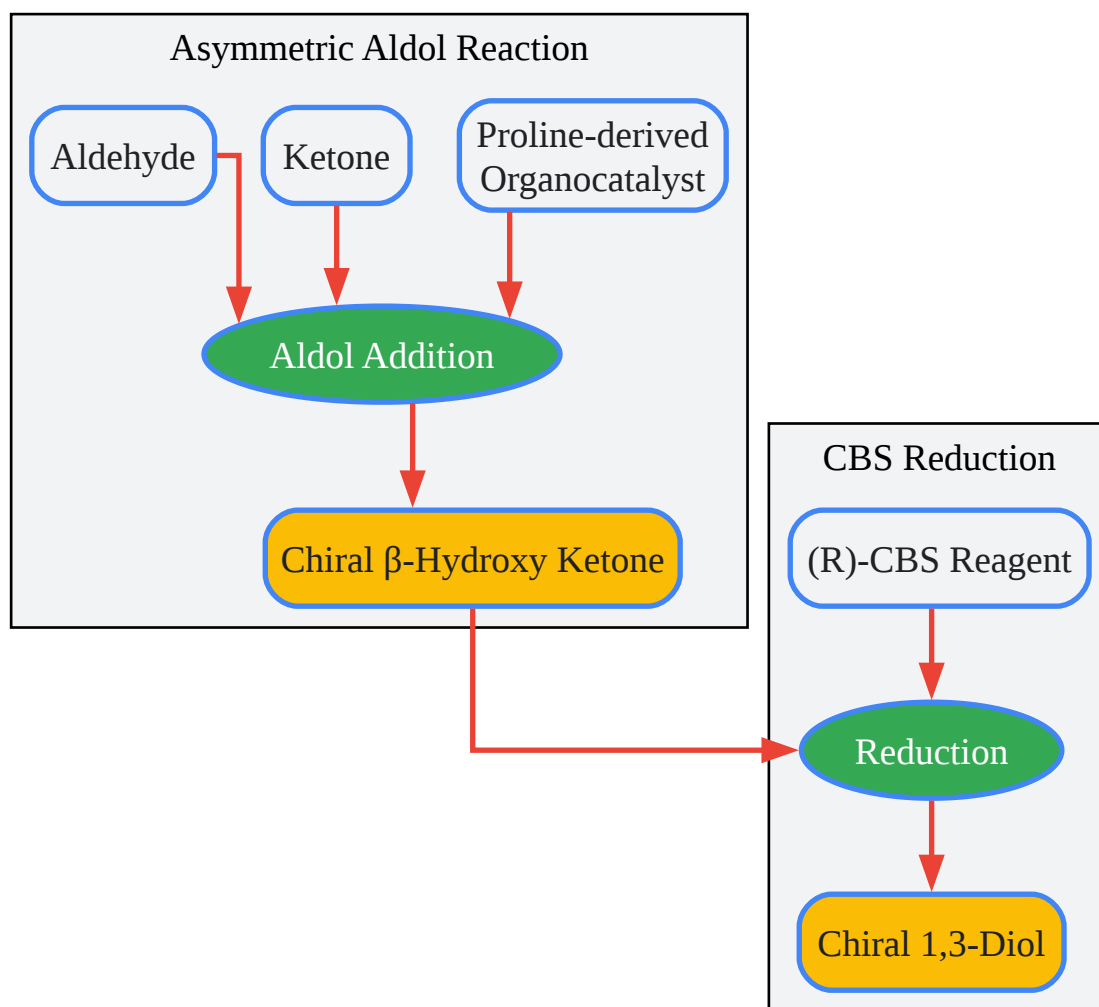 Asymmetric Aldol Reaction
Aldehyde
Ketone
Proline-derived
Organocatalyst
Aldol Addition
Chiral β-Hydroxy Ketone
CBS Reduction
(R)-CBS Reagent
Reduction
Chiral 1,3-Diol